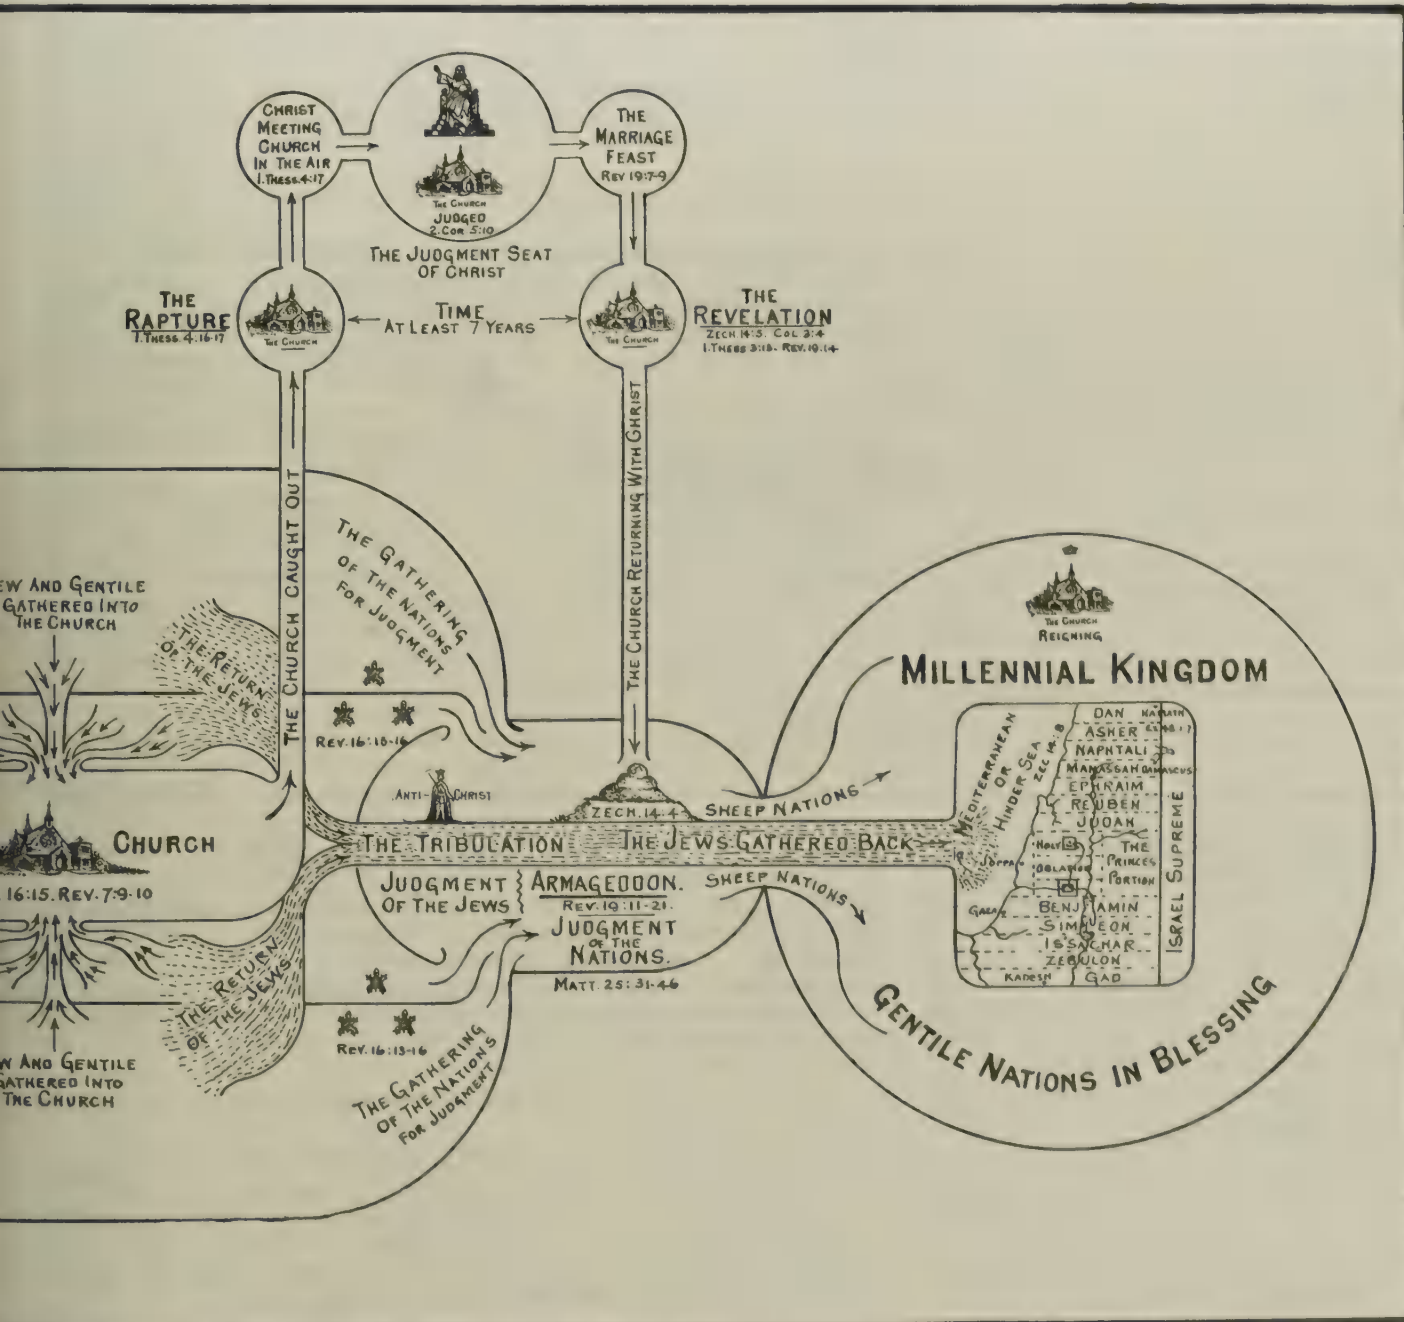 CHRIST
MEETING
CHURCH
IN THE AIR
1.THESS.4:17
THE CHURCH
JUDGED
2.COR 5:10
THE JUDGMENT SEAT
OF CHRIST
THE
MARRIAGE
FEAST
REV 19:7-9
THE
RAPTURE
1.THESS. 4:16-17
THE CHURCH
TIME
AT LEAST 7 YEARS
THE CHURCH
THE
REVELATION
ZECH.14:5. COL 3:4
1.THESS 3:13. REV.19:14
THE CHURCH CAUGHT OUT
THE CHURCH RETURNING WITH CHRIST
THE GATHERING
OF THE NATIONS
FOR JUDGMENT
EW AND GENTILE
GATHERED INTO
THE CHURCH
THE RETURN
OF THE JEWS
REV. 16:13-16
ANTI-CHRIST
ZECH. 14:4
SHEEP NATIONS
CHURCH
16:15. REV. 7:9-10
THE TRIBULATION
THE JEWS GATHERED BACK
JUDGMENT
OF THE JEWS
ARMAGEDDON.
REV. 19:11-21.
JUDGMENT
OF THE
NATIONS.
MATT. 25:31-46
SHEEP NATIONS
THE RETURN
OF THE JEWS
REV. 16:13-16
THE GATHERING
OF THE NATIONS
FOR JUDGMENT
W AND GENTILE
GATHERED INTO
THE CHURCH
THE CHURCH
REIGNING
MILLENNIAL KINGDOM
MEDITERRANEAN
OR
HINDER SEA
ZEC 14:8
DAN
ASHER
NAPHTALI
MANASSAH DAMASCUS
EPHRAIM
REUBEN
JUDAH
HOLY
OBLATION
THE
PRINCES
PORTION
JOPPA
GAZA
BENJAMIN
SIMEON
ISSACHAR
ZEBULON
KADESH
GAD
ISRAEL SUPREME
GENTILE NATIONS IN BLESSING